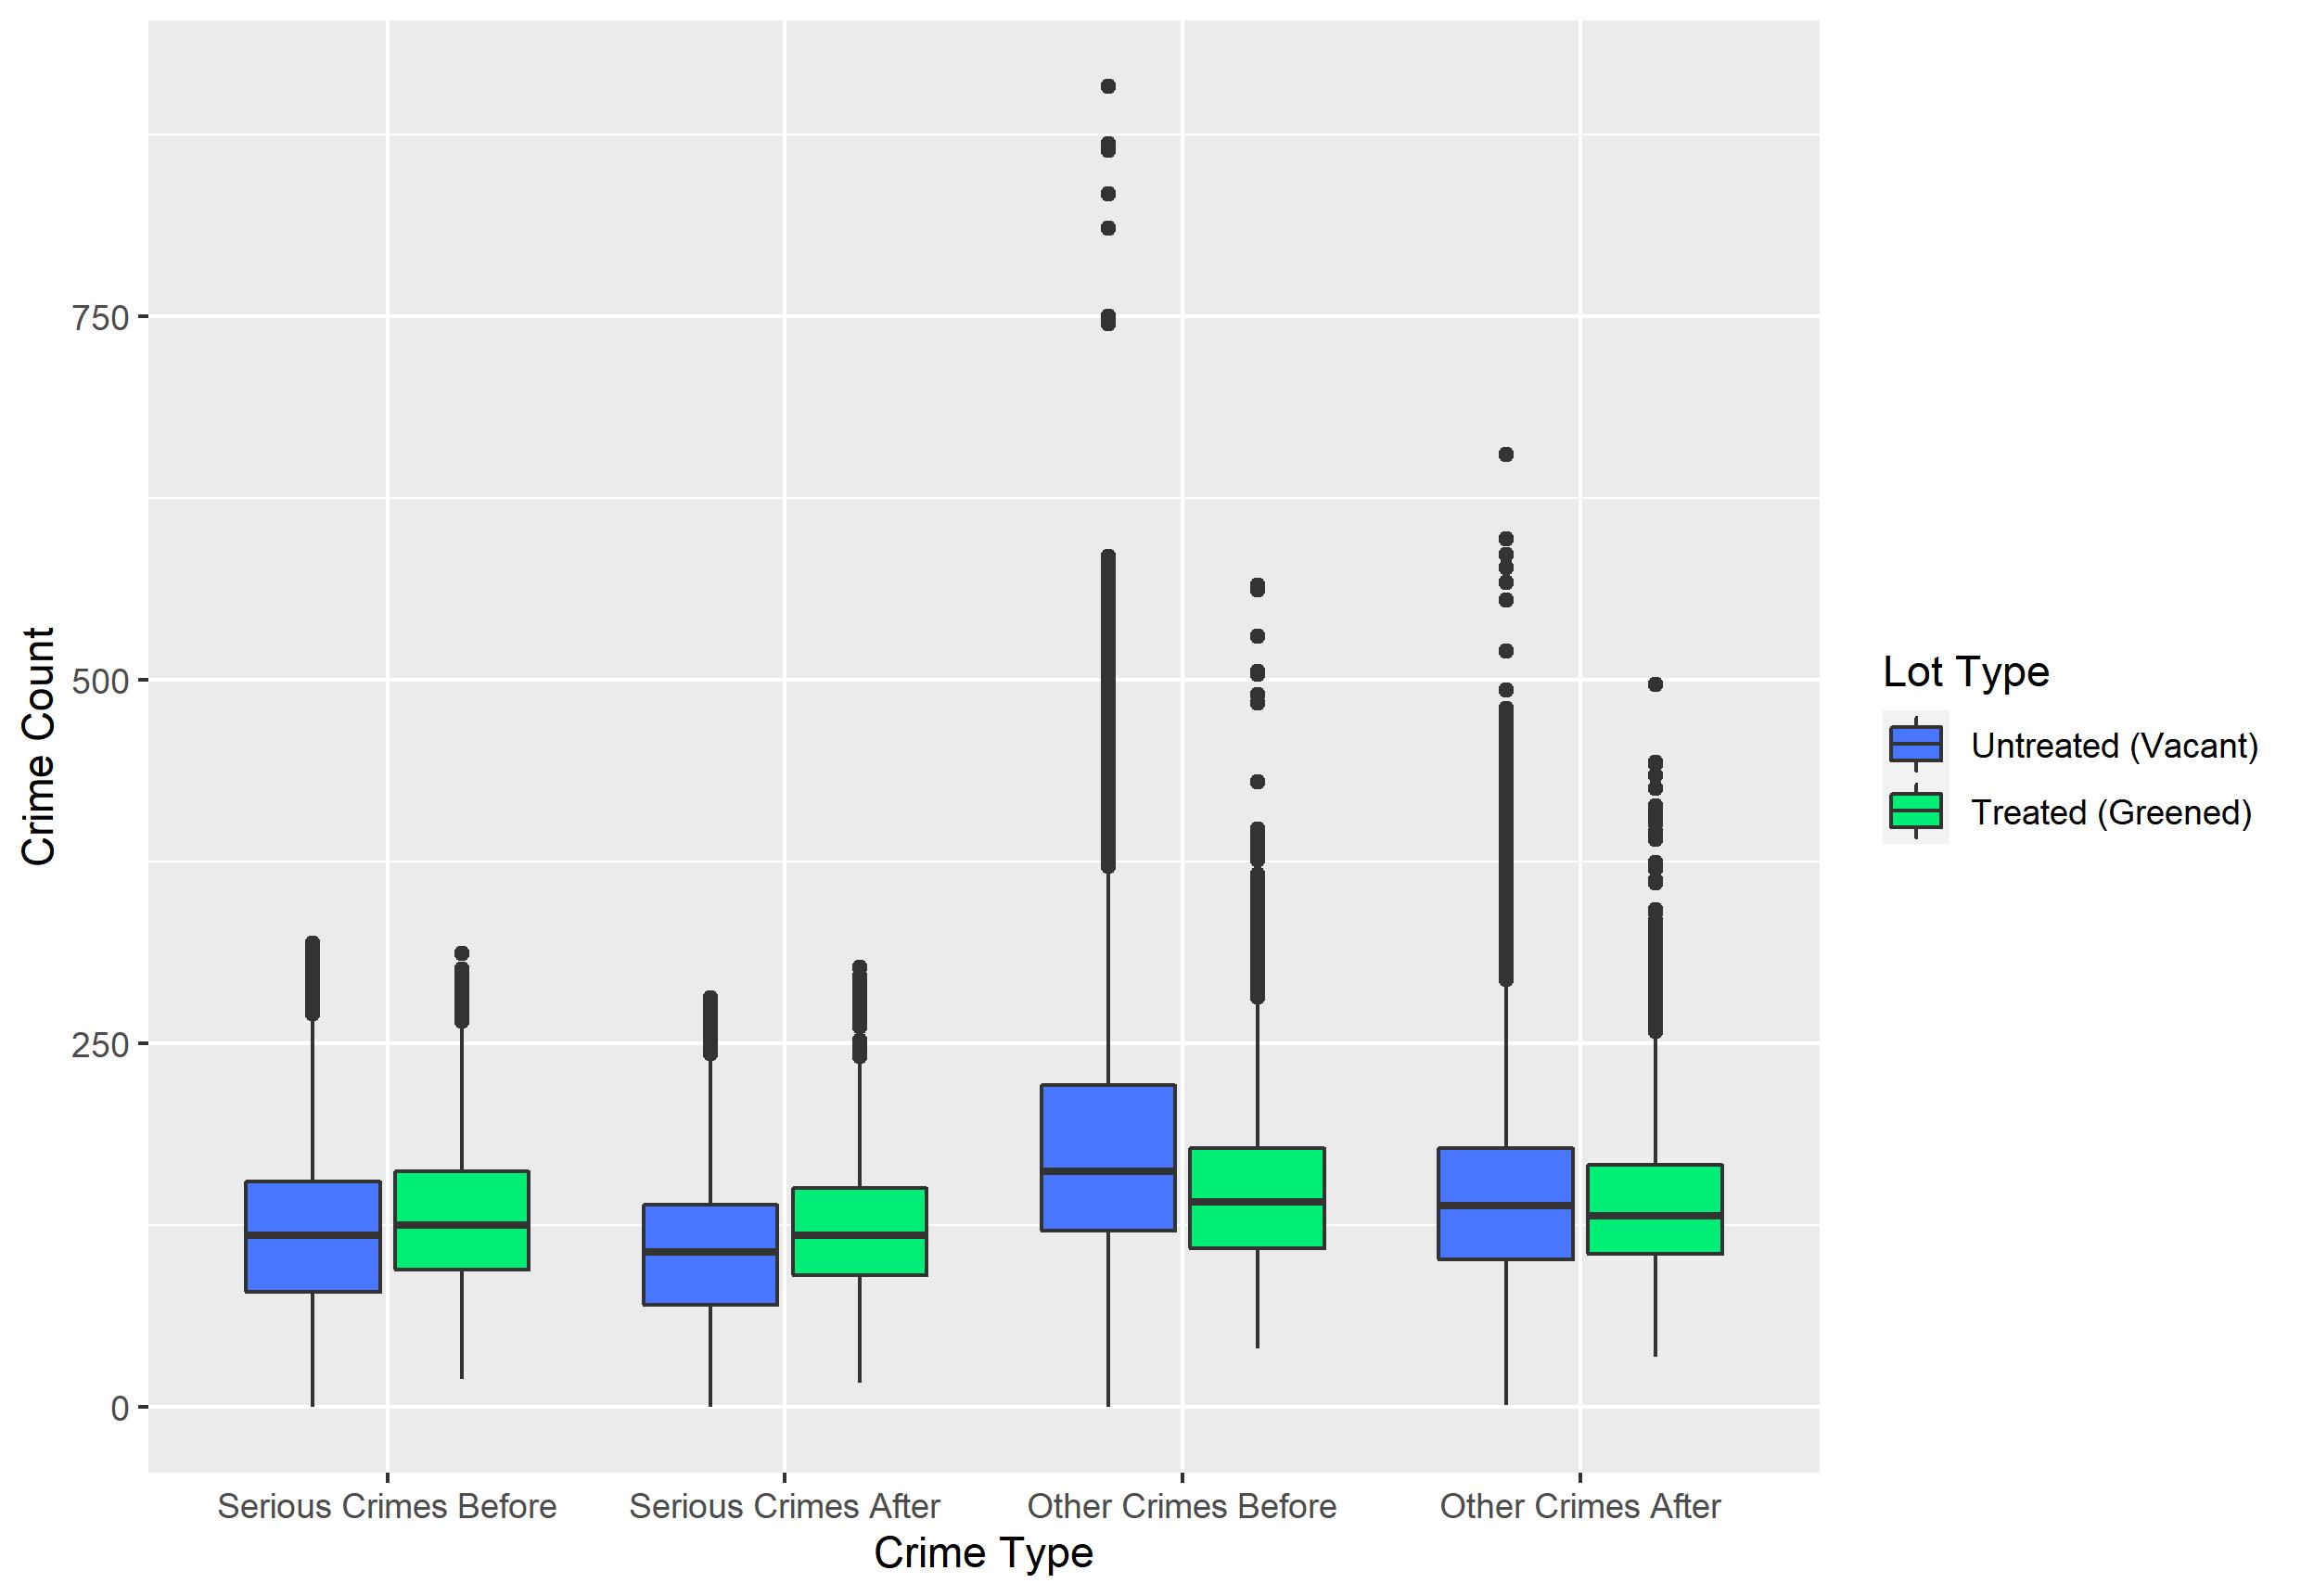 Crime Count
750
500
250
0
Serious Crimes Before
Serious Crimes After
Other Crimes Before
Other Crimes After
Crime Type
Lot Type
Untreated (Vacant)
Treated (Greened)